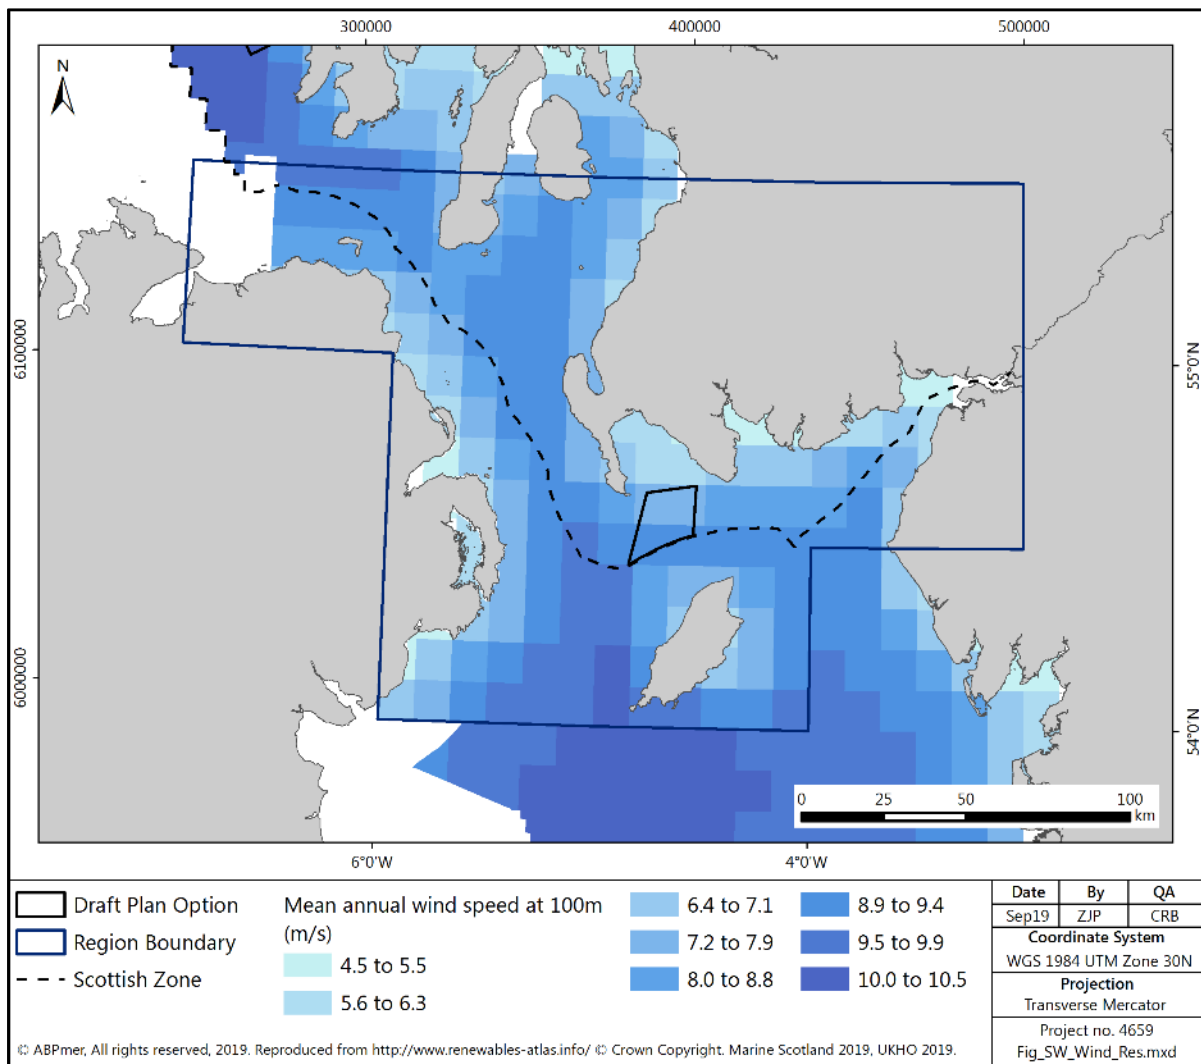 300000 400000 500000
N
6100000
55°0'N
6000000
54°0'N
0 25 50 100
km
6°0'W 4°0'W
Draft Plan Option
Region Boundary
Scottish Zone
Mean annual wind speed at 100m
(m/s)
4.5 to 5.5
5.6 to 6.3
6.4 to 7.1
7.2 to 7.9
8.0 to 8.8
8.9 to 9.4
9.5 to 9.9
10.0 to 10.5
Date By QA
Sep19 ZJP CRB
Coordinate System
WGS 1984 UTM Zone 30N
Projection
Transverse Mercator
Project no. 4659
Fig_SW_Wind_Res.mxd
© ABPmer, All rights reserved, 2019. Reproduced from http://www.renewables-atlas.info/ © Crown Copyright. Marine Scotland 2019, UKHO 2019.